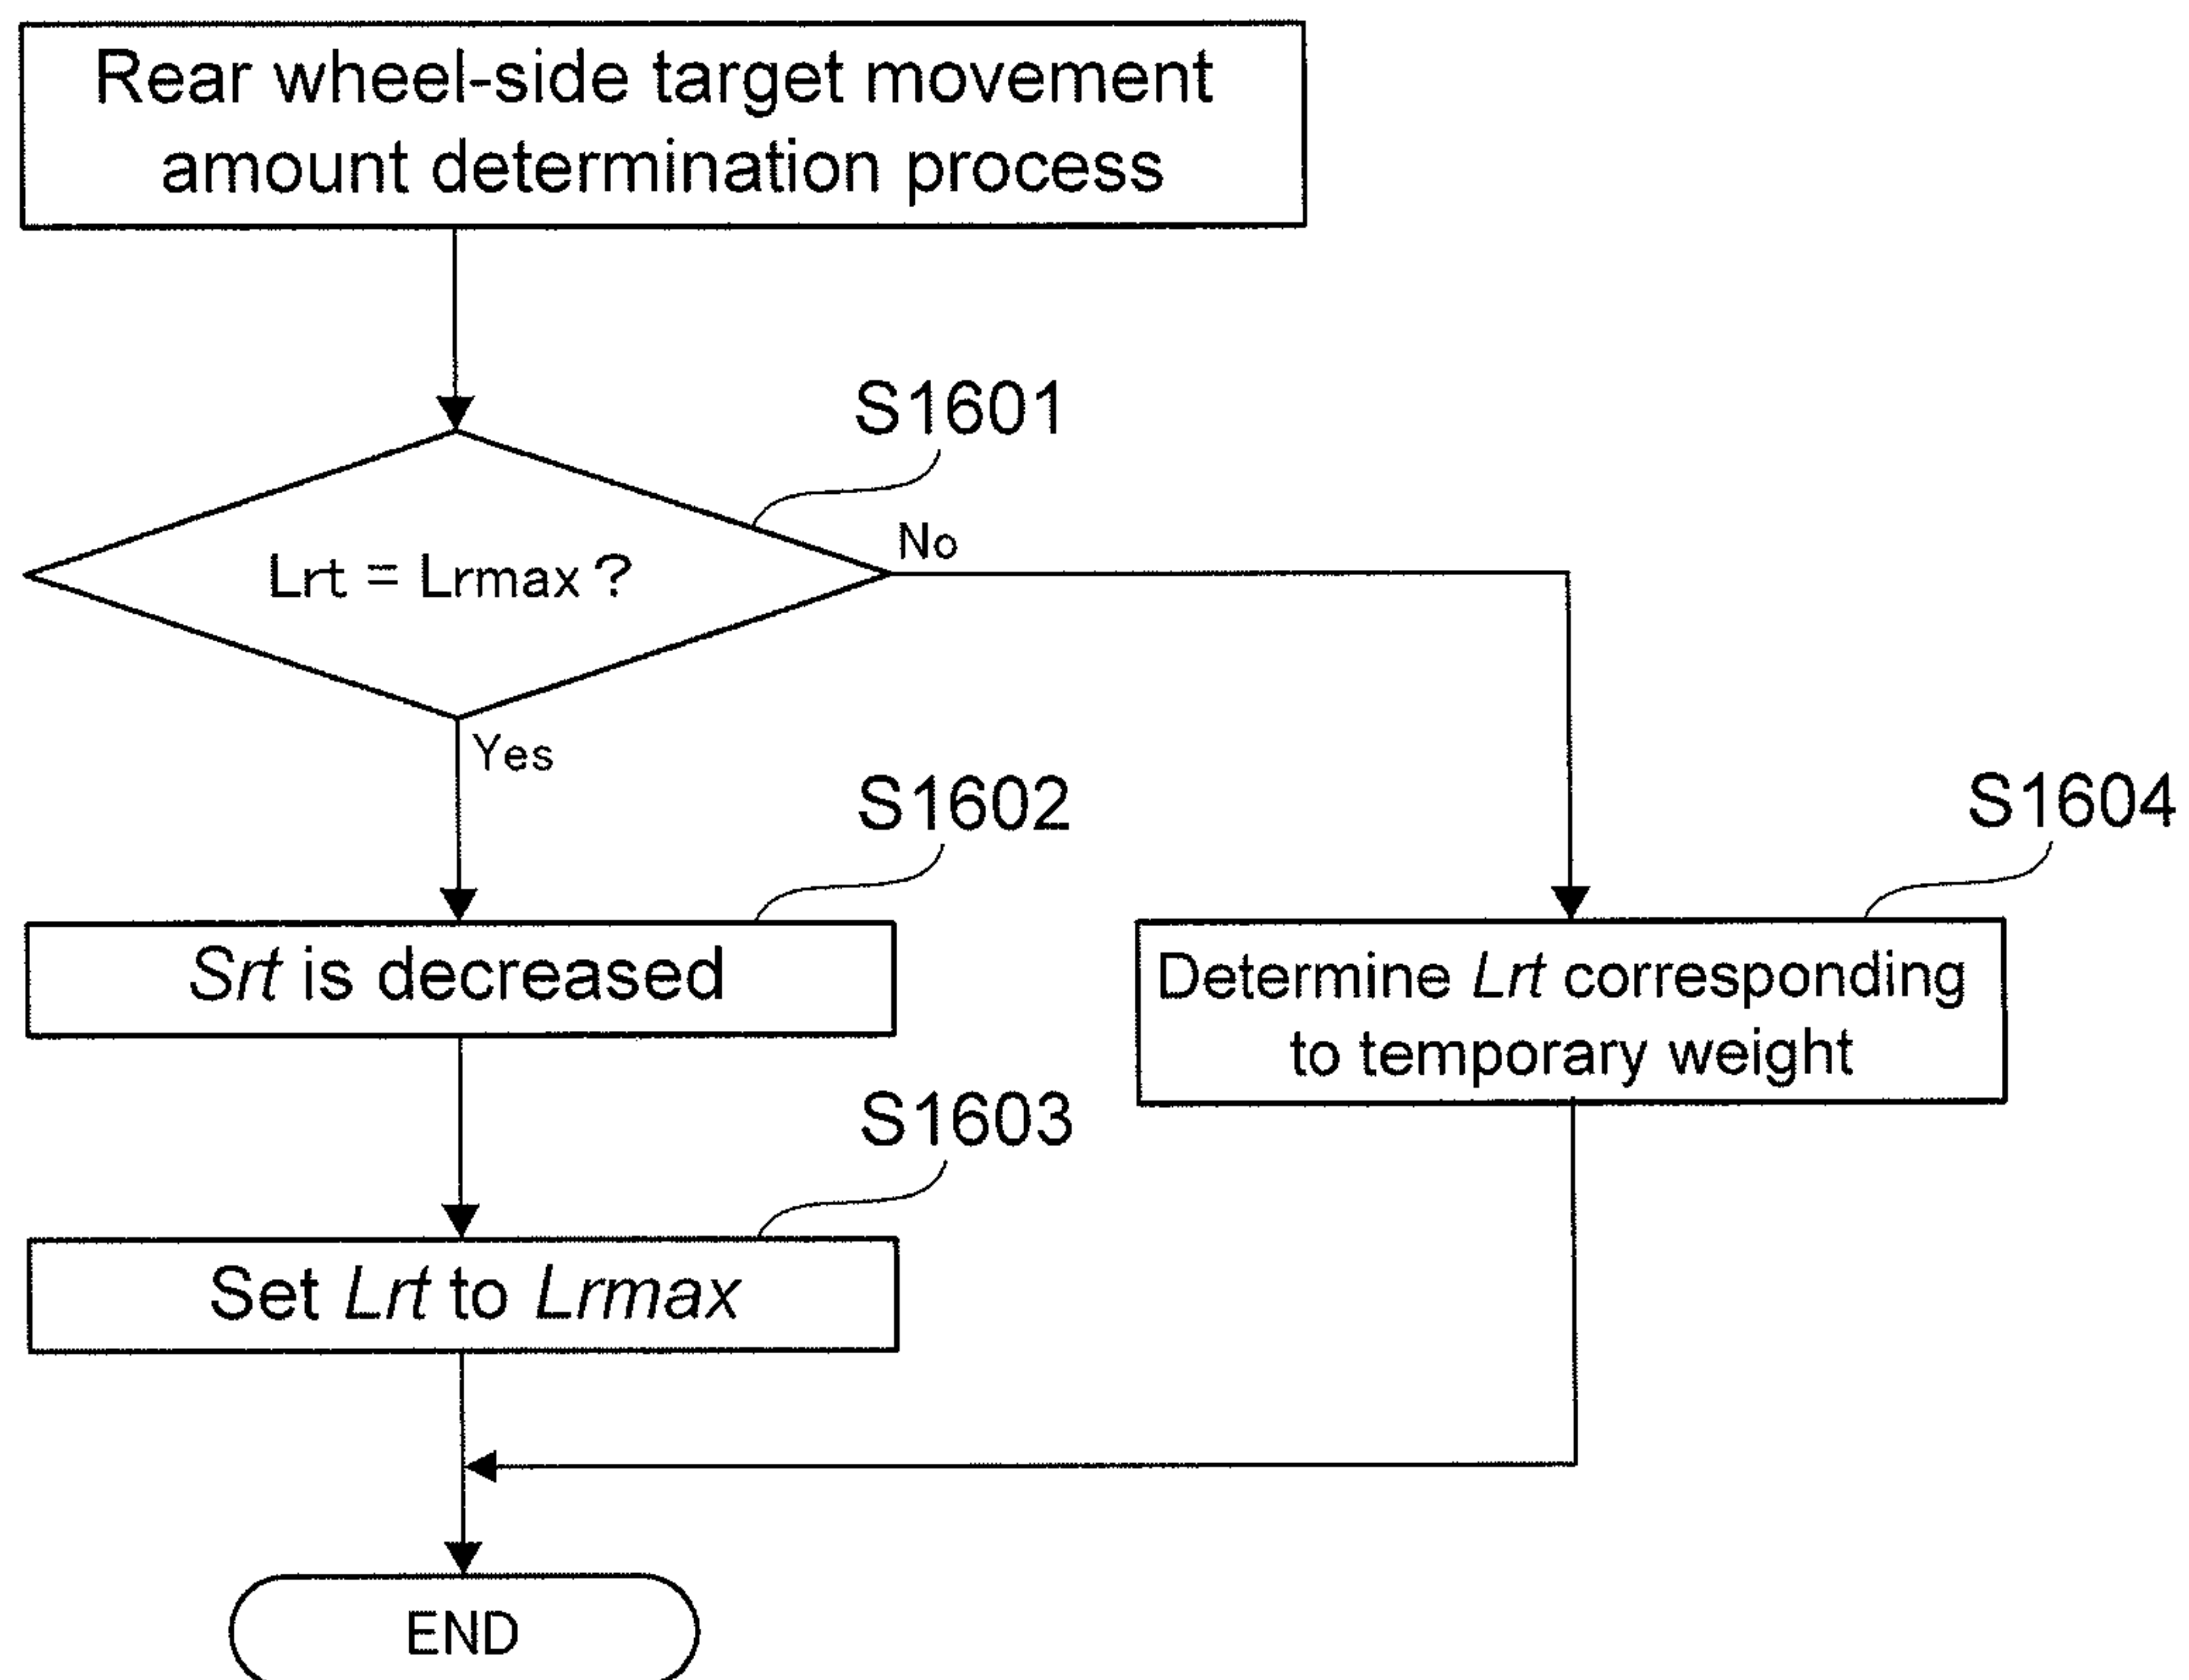 Rear wheel-side target movement
amount determination process
S1601
Lrt = Lrmax ?
No
Yes
S1602
Srt is decreased
S1603
Set Lrt to Lrmax
S1604
Determine Lrt corresponding
to temporary weight
END